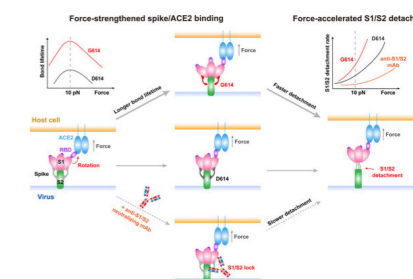 Force-strengthened spike/ACE2 binding
Force-accelerated S1/S2 detach
Bond lifetime
G614
D614
10 pN
Force
Force
G614
Longer bond lifetime
Faster detachment
S1/S2 detachment rate
D614
G614
anti-S1/S2
mAb
10 pN
Force
Host cell
ACE2
Force
RBD
S1
Rotation
Spike
S2
Virus
Force
D614
S1/S2
detachment
+ anti-S1/S2
neutralizing mAb
Force
S1/S2 lock
Slower detachment